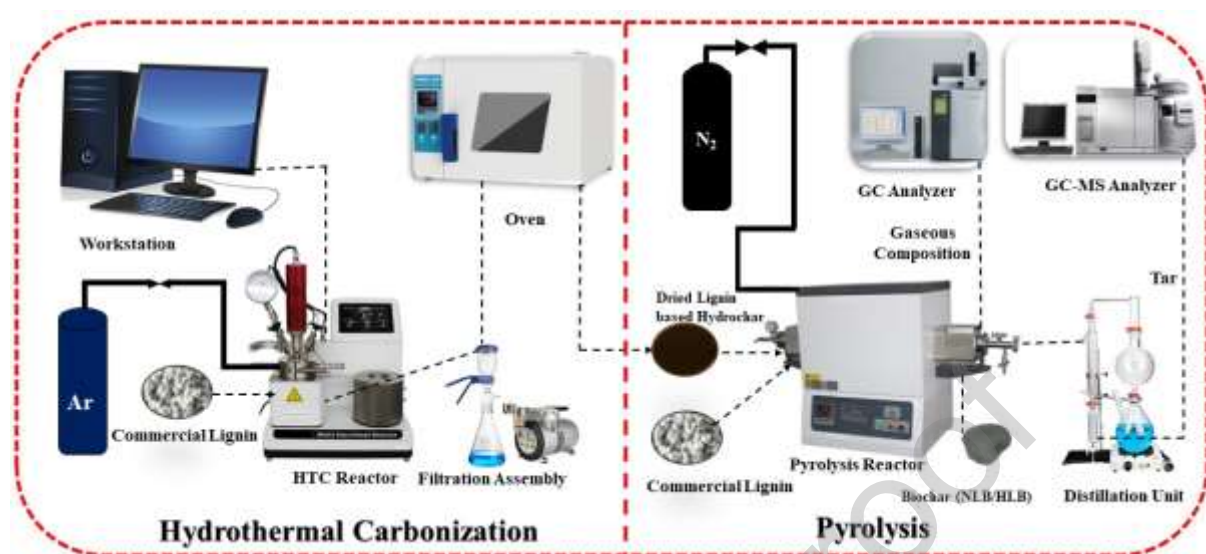 Workstation
Oven
Ar
Commercial Lignin
HTC Reactor
Filtration Assembly
Hydrothermal Carbonization
N2
GC Analyzer
GC-MS Analyzer
Gaseous
Composition
Tar
Dried Lignin
based Hydrochar
Commercial Lignin
Pyrolysis Reactor
Biochar (NLB/HLB)
Distillation Unit
Pyrolysis
roof